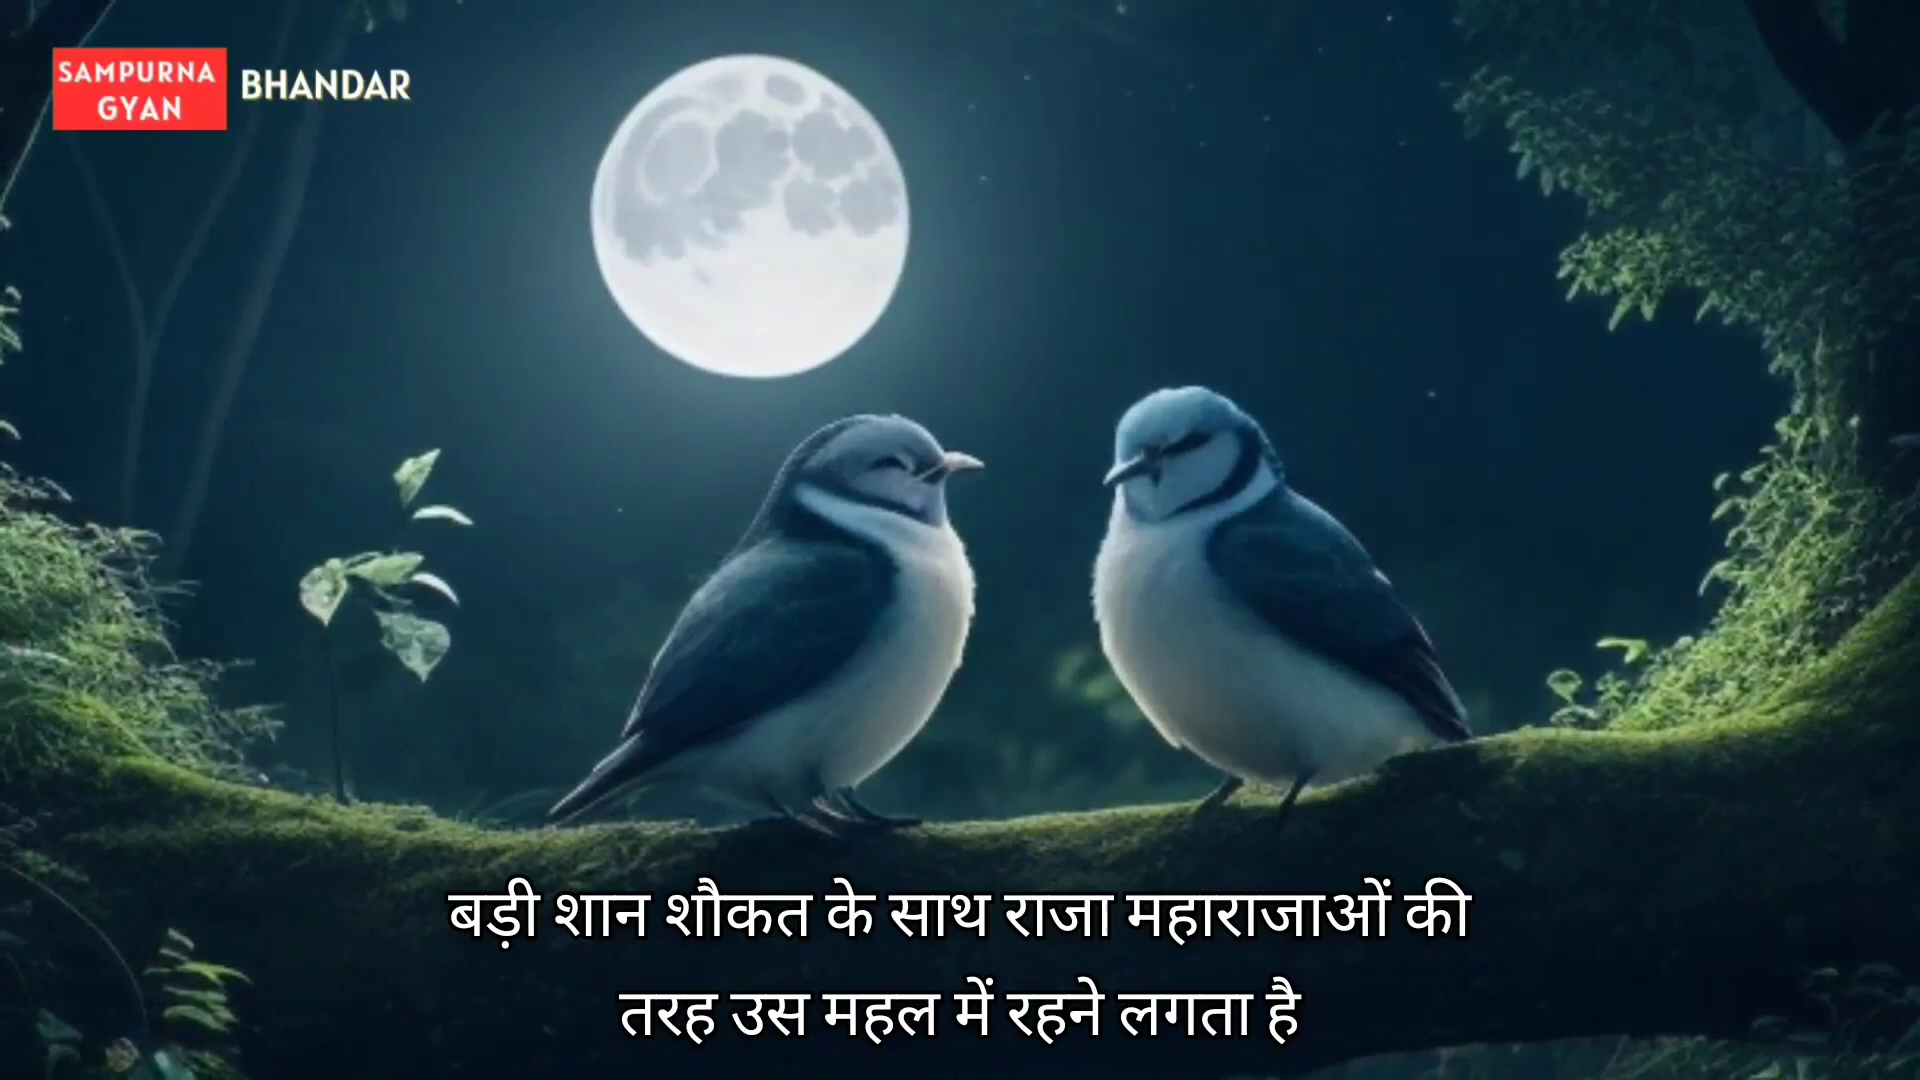 SAMPURNA
GYAN
BHANDAR
बड़ी शान शौकत के साथ राजा महाराजाओं की
तरह उस महल में रहने लगता है